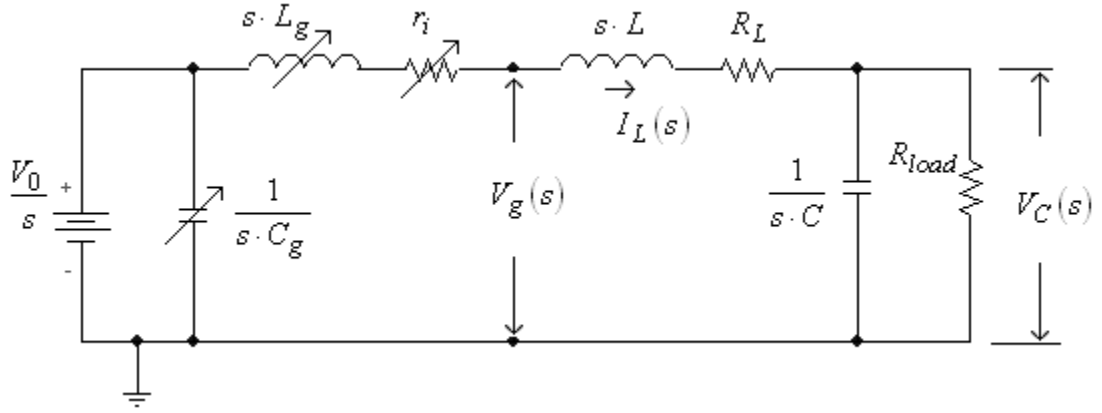 s · L_g
r_i
s · L
R_L
I_L(s)
V_0/s
+
-
1/(s · C_g)
V_g(s)
1/(s · C)
R_load
V_C(s)